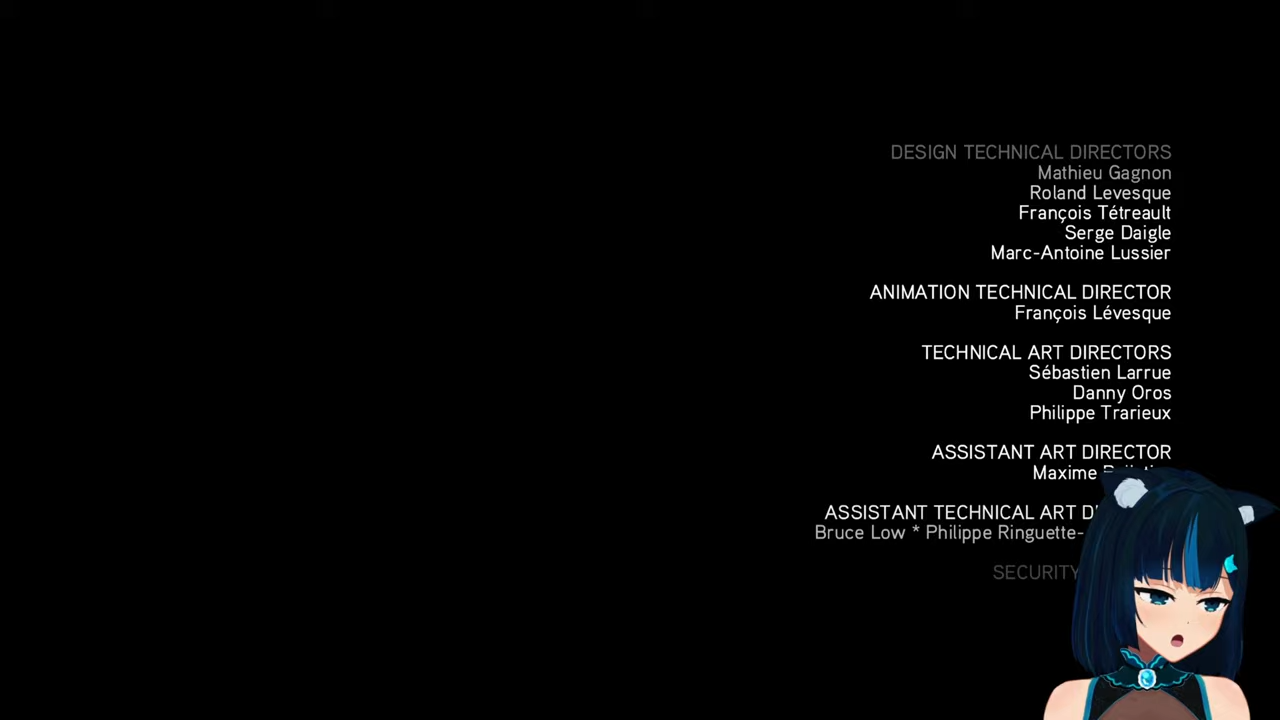 DESIGN TECHNICAL DIRECTORS
Mathieu Gagnon
Roland Levesque
François Tétreault
Serge Daigle
Marc-Antoine Lussier
ANIMATION TECHNICAL DIRECTOR
François Lévesque
TECHNICAL ART DIRECTORS
Sébastien Larrue
Danny Oros
Philippe Trarieux
ASSISTANT ART DIRECTOR
Maxime
ASSISTANT TECHNICAL ART
Bruce Low * Philippe Ringuette-
SECURITY